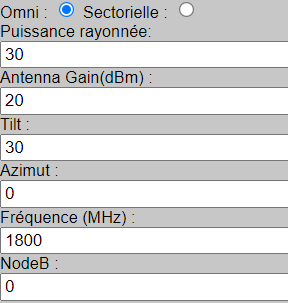 Omni : Sectorielle :
Puissance rayonnée:
30
Antenna Gain(dBm) :
20
Tilt :
30
Azimut :
0
Fréquence (MHz) :
1800
NodeB :
0